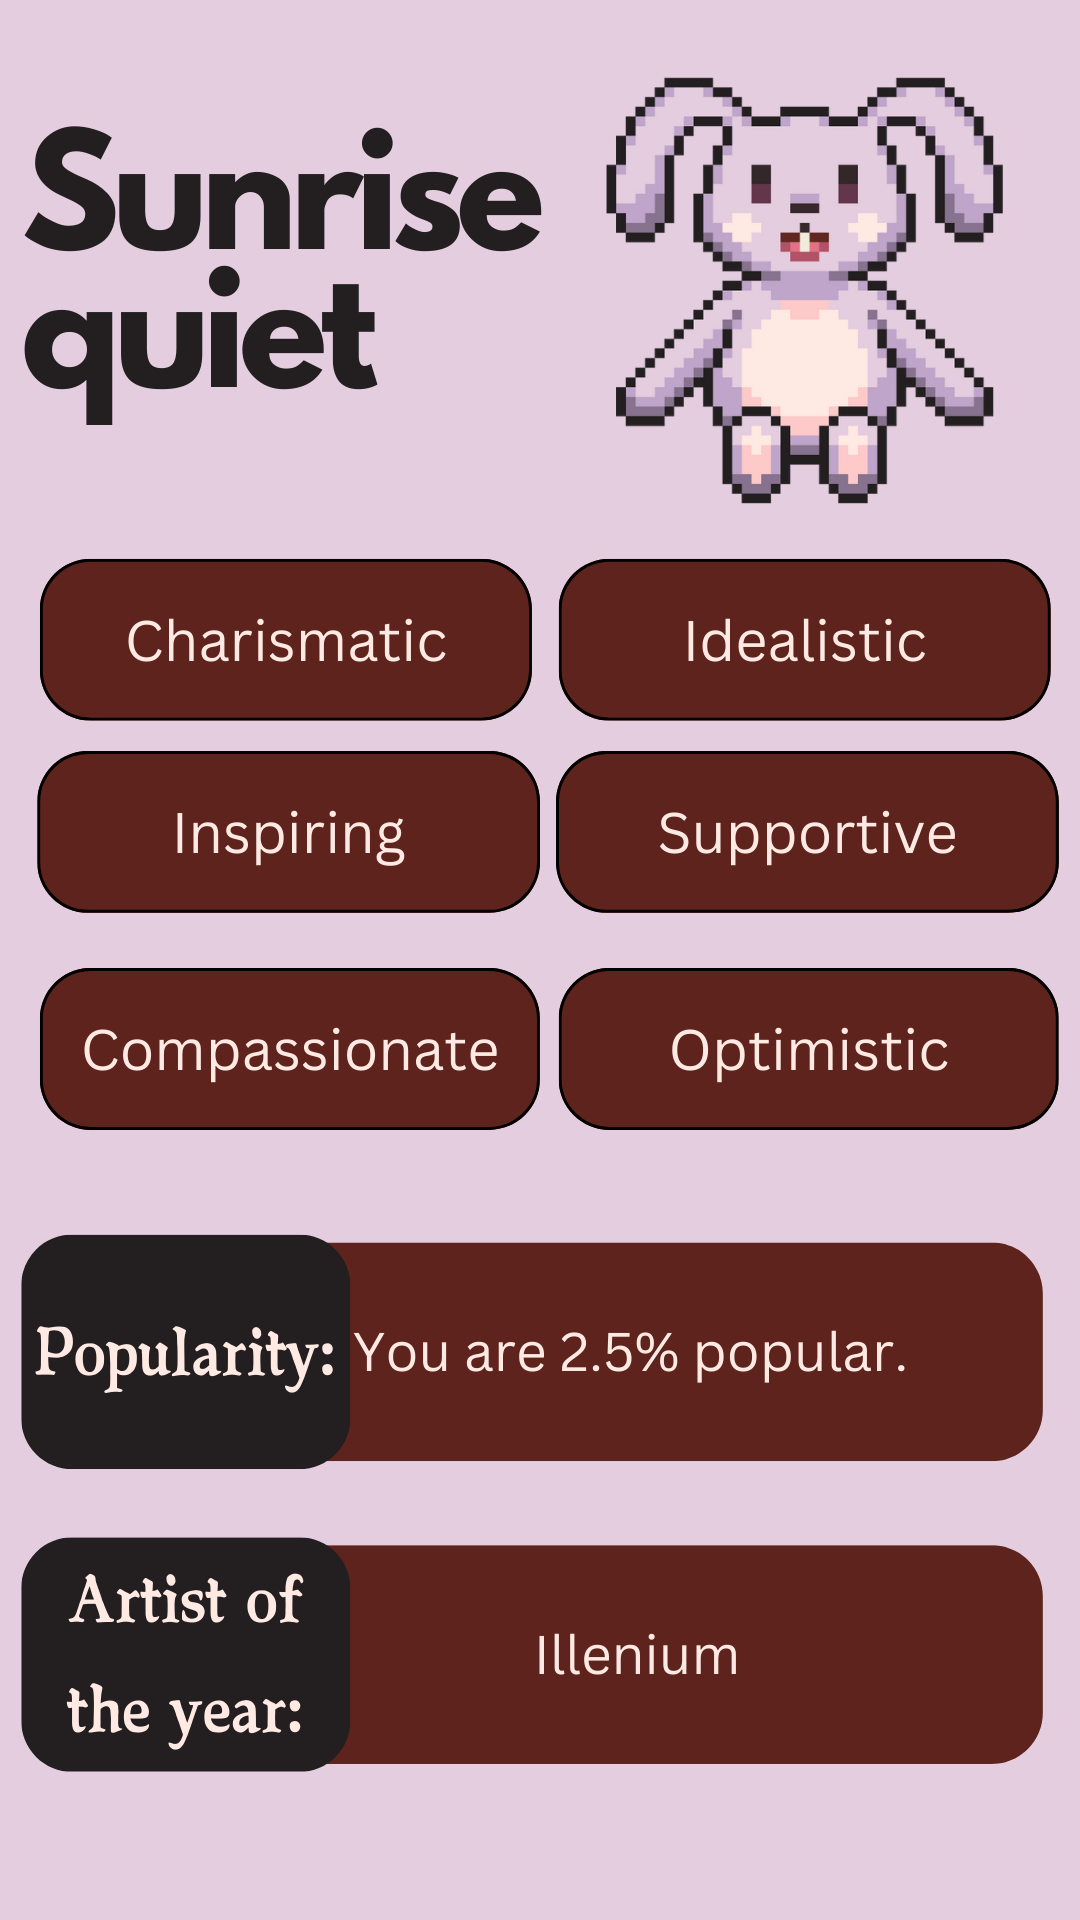 Sunrise
quiet
Charismatic
Idealistic
Inspiring
Supportive
Compassionate
Optimistic
Popularity:
You are 2.5% popular.
Artist of
the year:
Illenium